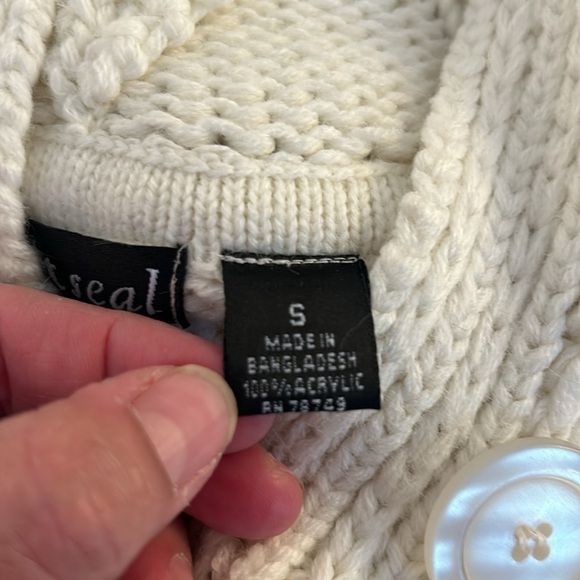 seal
S
MADE IN
BANGLADESH
100% ACRYLIC
RN 78749